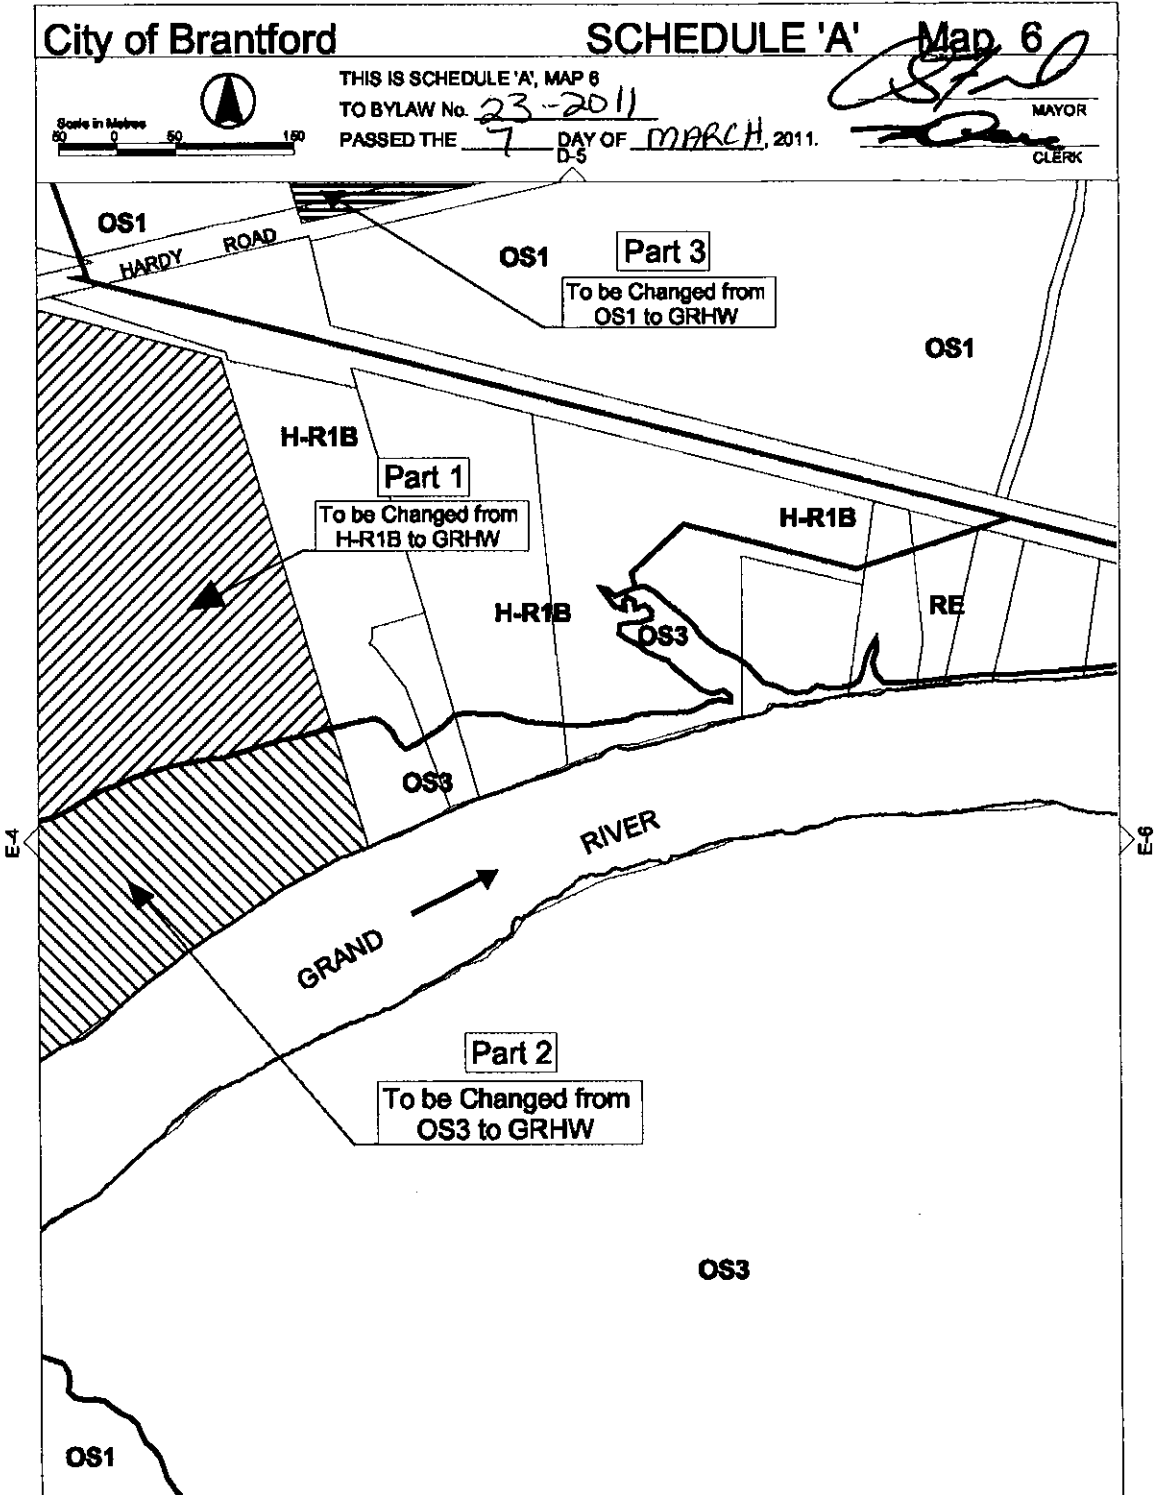 City of Brantford SCHEDULE 'A' Map 6
THIS IS SCHEDULE 'A', MAP 6
TO BYLAW No. 23-2011
PASSED THE 7 DAY OF MARCH, 2011.
MAYOR
CLERK
Scale in Metres
50 0 50 150
D-5
OS1
HARDY ROAD
OS1
Part 3
To be Changed from
OS1 to GRHW
OS1
H-R1B
Part 1
To be Changed from
H-R1B to GRHW
H-R1B
H-R1B
OS3
RE
OS3
E-4
E-6
GRAND RIVER
Part 2
To be Changed from
OS3 to GRHW
OS3
OS1